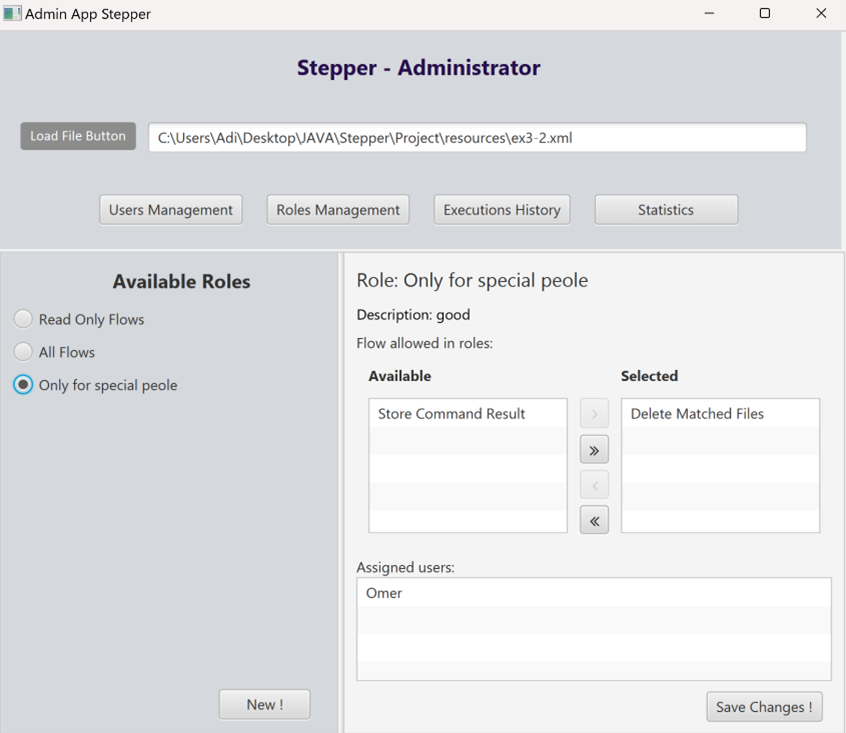 Admin App Stepper
Stepper - Administrator
Load File Button
C:\Users\Adi\Desktop\JAVA\Stepper\Project\resources\ex3-2.xml
Users Management
Roles Management
Executions History
Statistics
Available Roles
Read Only Flows
All Flows
Only for special peole
New !
Role: Only for special peole
Description: good
Flow allowed in roles:
Available
Store Command Result
Selected
Delete Matched Files
Assigned users:
Omer
Save Changes !